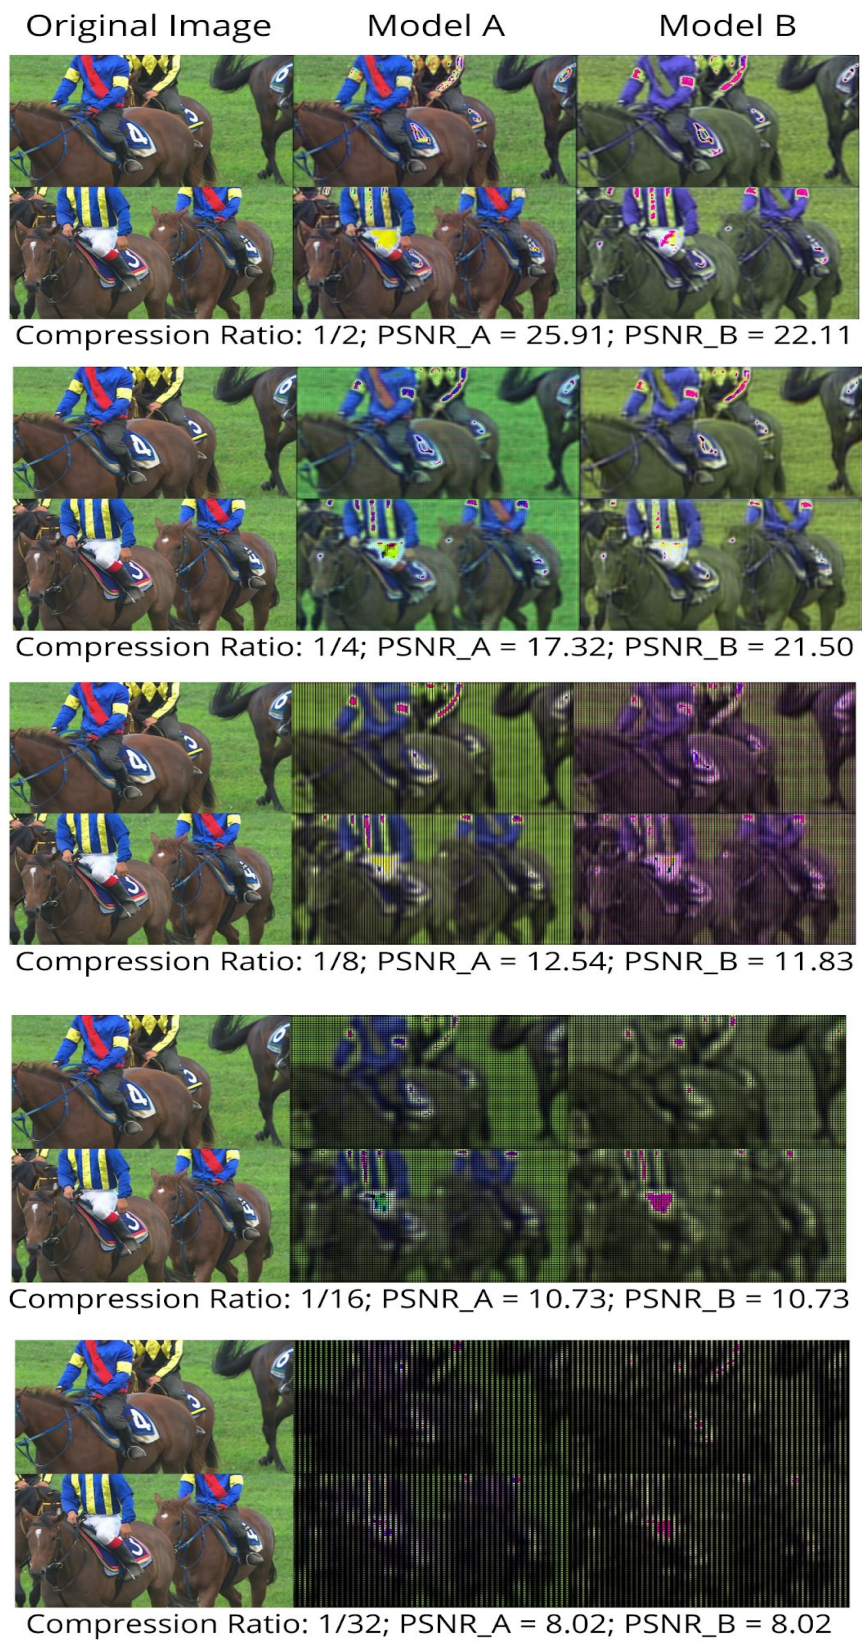 Original Image Model A Model B
Compression Ratio: 1/2; PSNR_A = 25.91; PSNR_B = 22.11
Compression Ratio: 1/4; PSNR_A = 17.32; PSNR_B = 21.50
Compression Ratio: 1/8; PSNR_A = 12.54; PSNR_B = 11.83
Compression Ratio: 1/16; PSNR_A = 10.73; PSNR_B = 10.73
Compression Ratio: 1/32; PSNR_A = 8.02; PSNR_B = 8.02